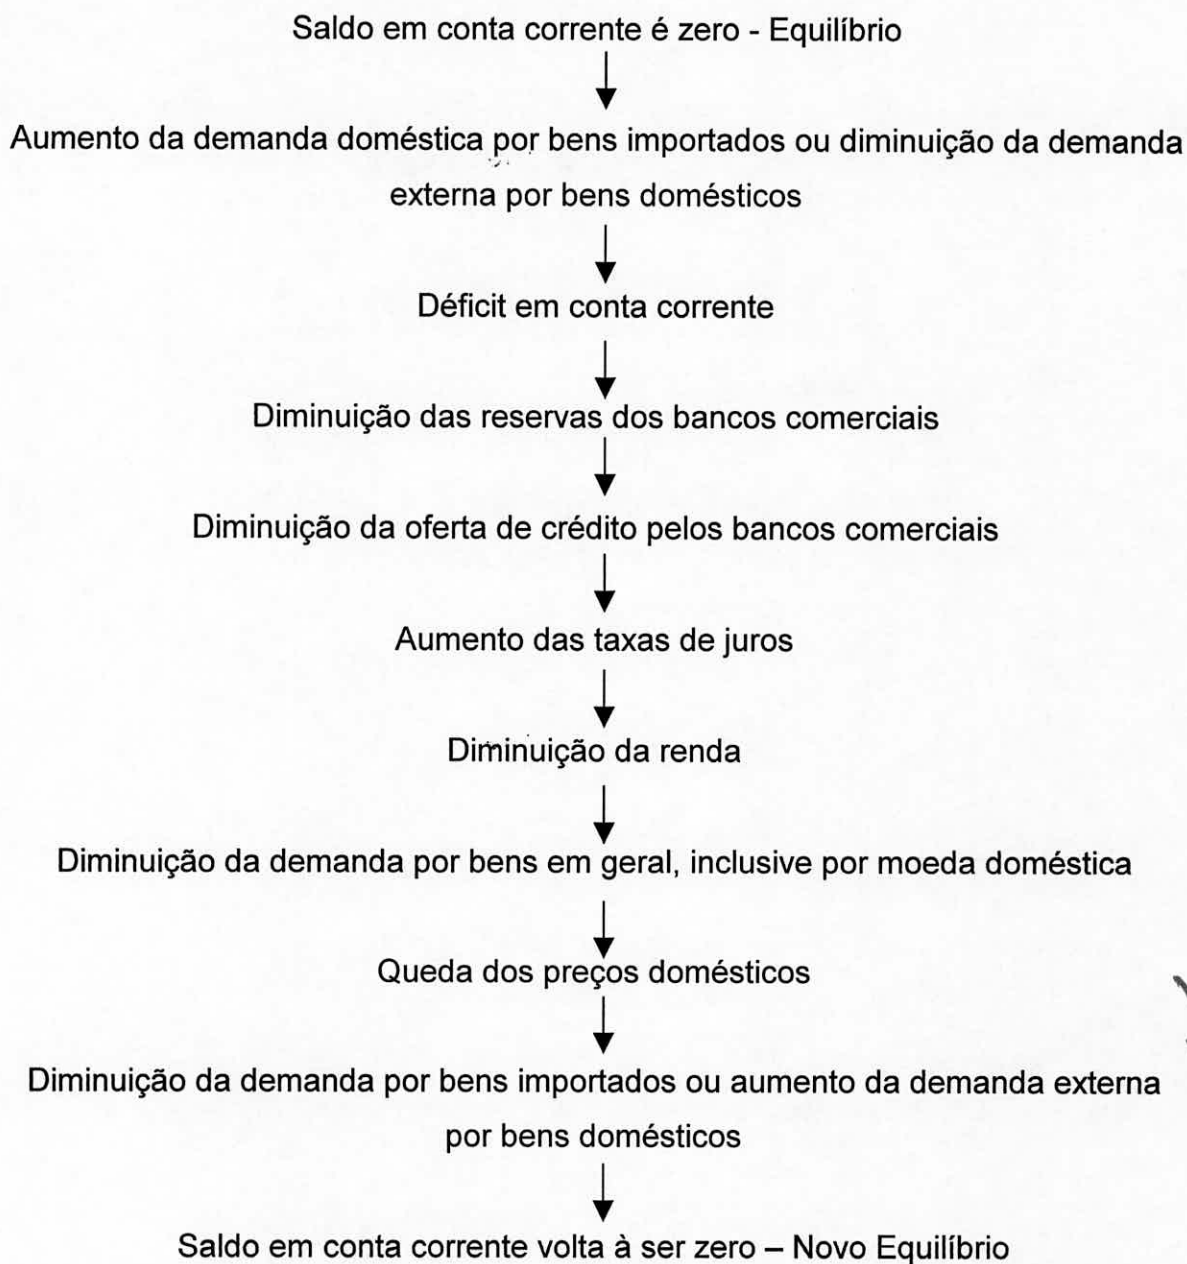 Saldo em conta corrente é zero - Equilíbrio
Aumento da demanda doméstica por bens importados ou diminuição da demanda
externa por bens domésticos
Déficit em conta corrente
Diminuição das reservas dos bancos comerciais
Diminuição da oferta de crédito pelos bancos comerciais
Aumento das taxas de juros
Diminuição da renda
Diminuição da demanda por bens em geral, inclusive por moeda doméstica
Queda dos preços domésticos
Diminuição da demanda por bens importados ou aumento da demanda externa
por bens domésticos
Saldo em conta corrente volta à ser zero – Novo Equilíbrio